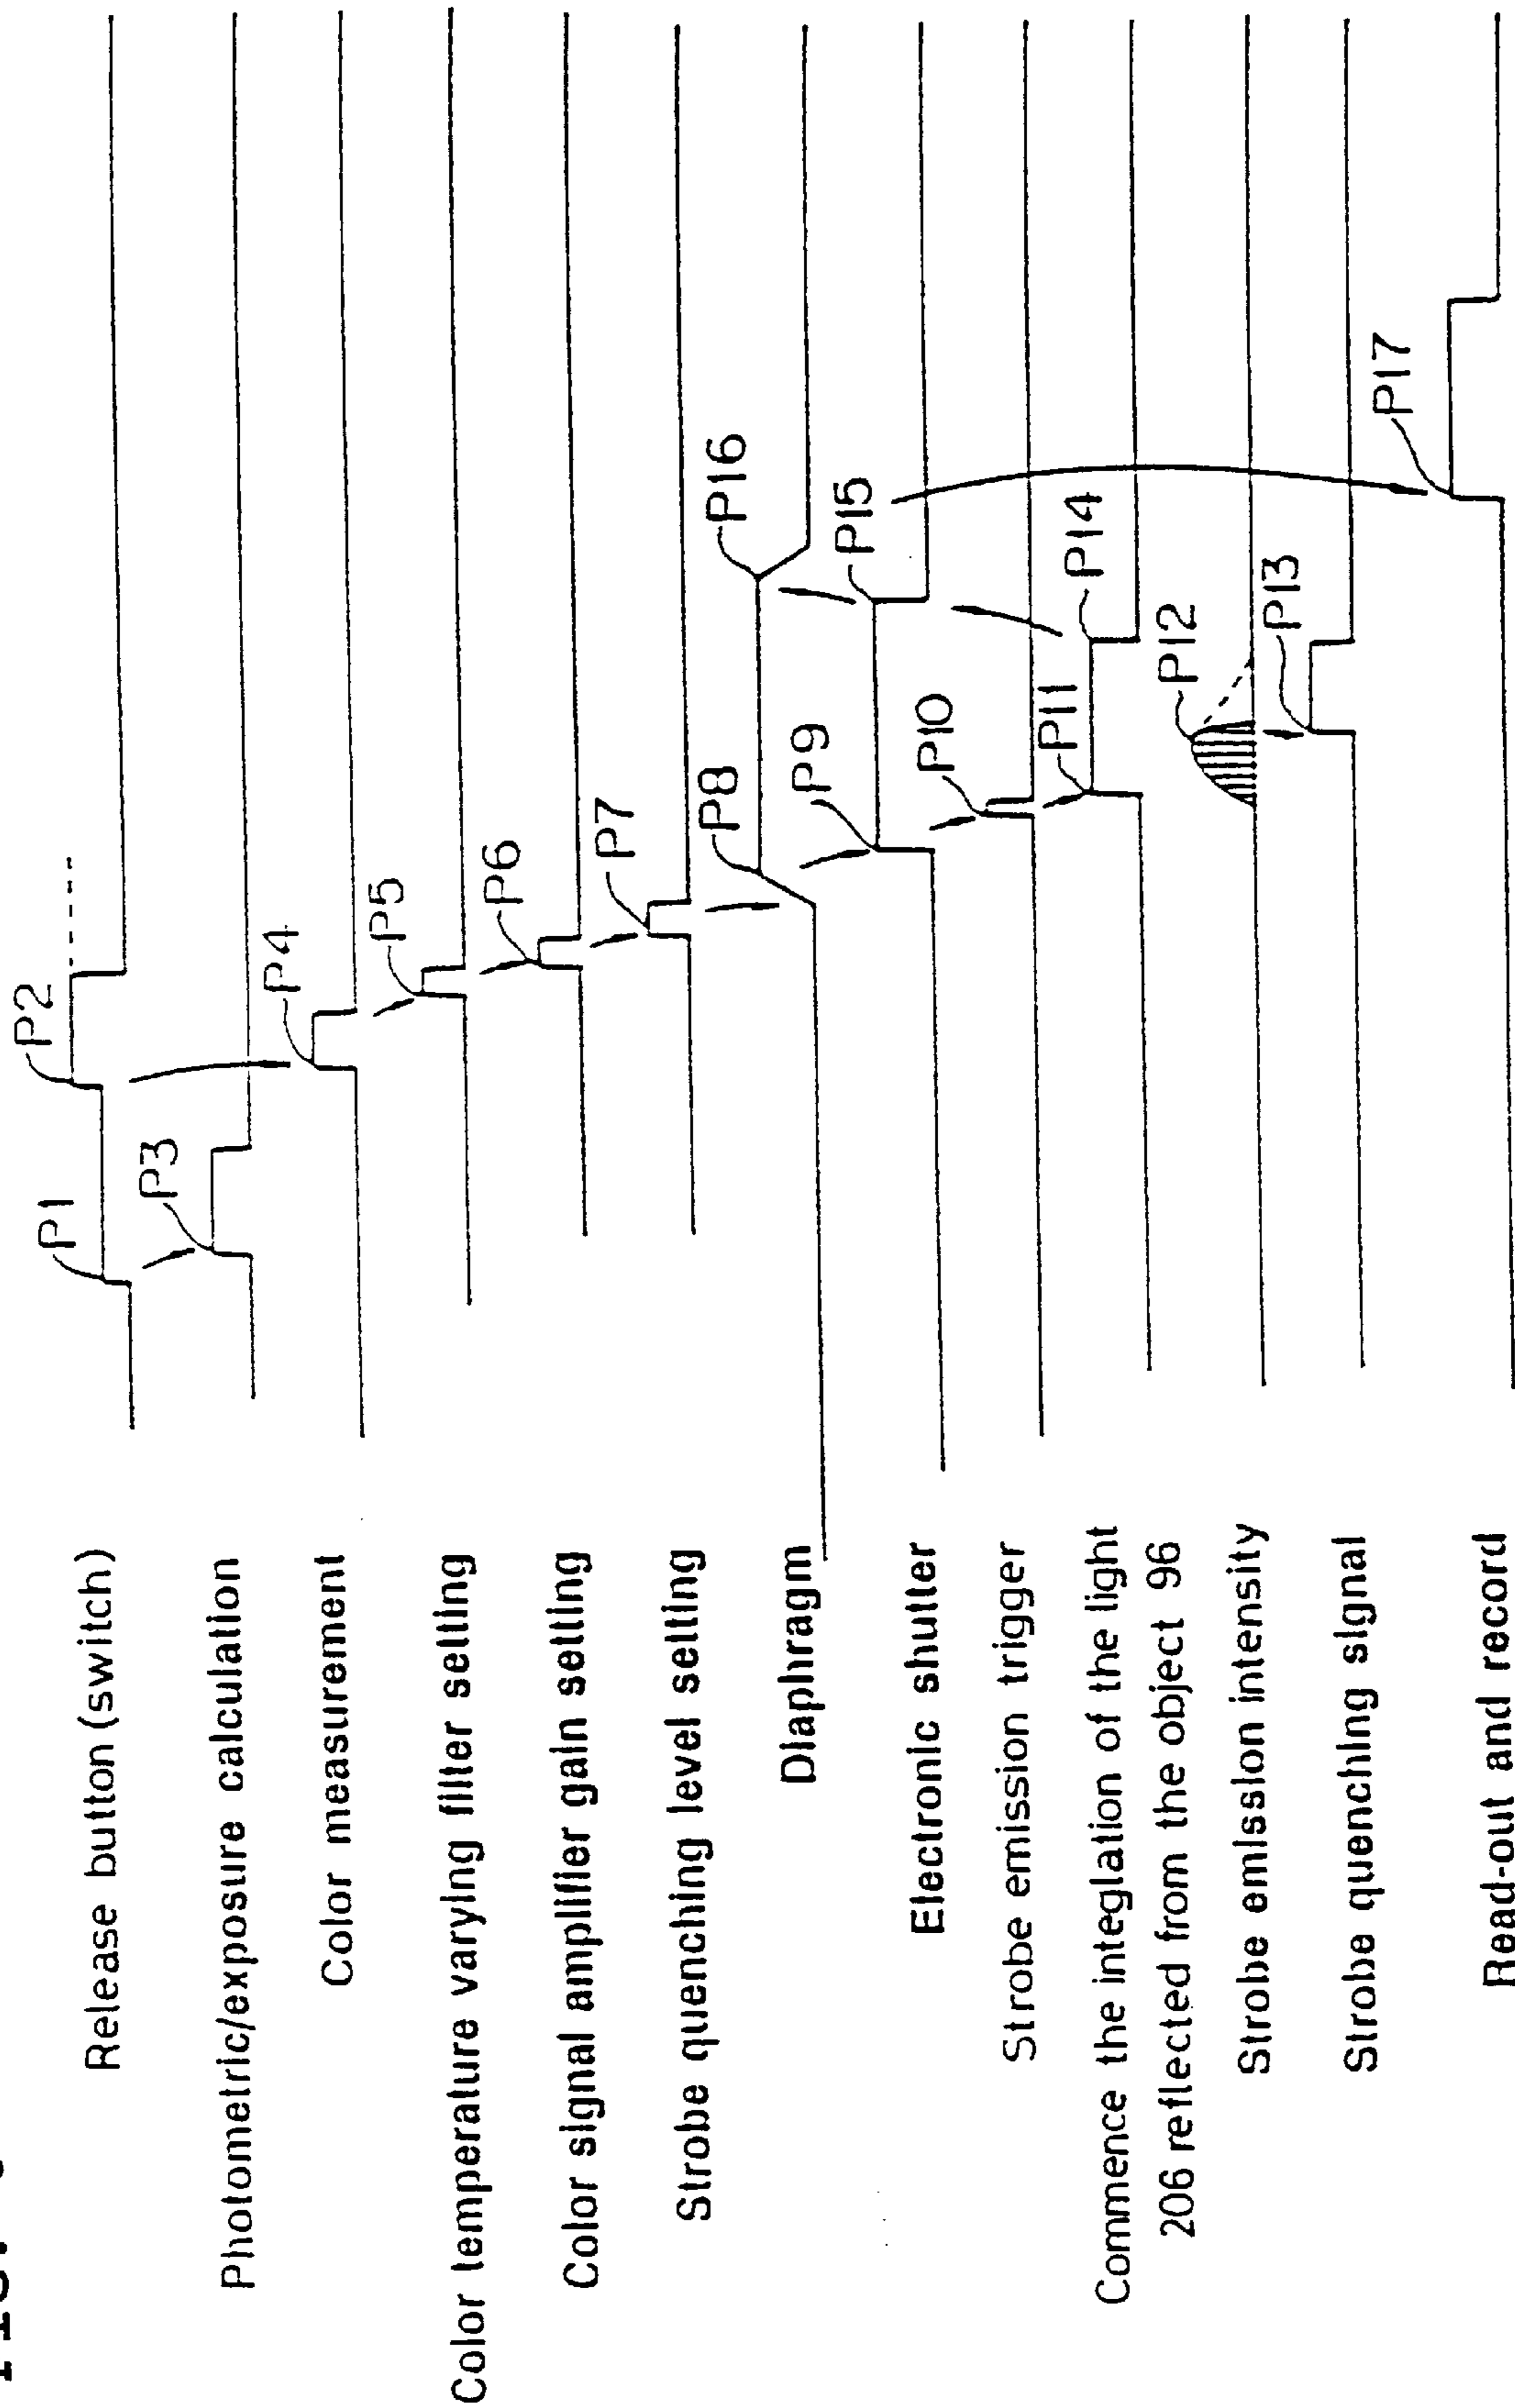 Release button (switch)
P1
P2
Photometric/exposure calculation
P3
Color measurement
P4
Color temperature varying filter setting
P5
Color signal amplifier gain setting
P6
Strobe quenching level setting
P7
Diaphragm
P8
P16
Electronic shutter
P9
P15
Strobe emission trigger
P10
Commence the integlation of the light
206 reflected from the object 96
P11
P14
Strobe emission intensity
P12
Strobe quenching signal
P13
Read-out and record
P17